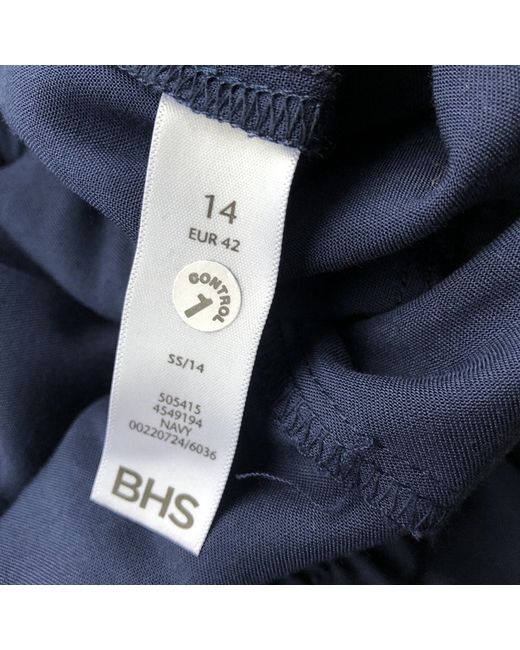 14
EUR 42
CONTROL
1
SS/14
505415
4549194
NAVY
00220724/6036
BHS